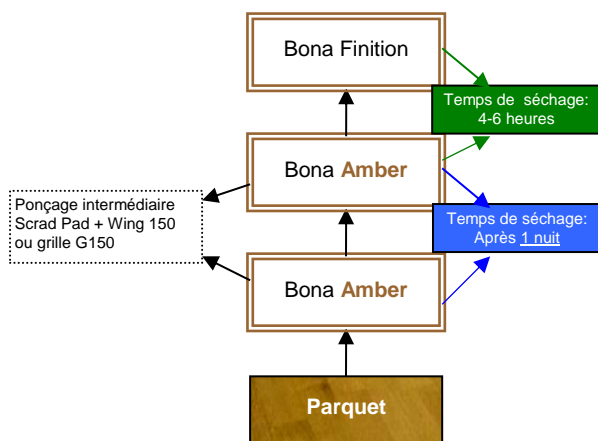 Bona Finition
Temps de séchage:
4-6 heures
Bona Amber
Ponçage intermédiaire
Scrad Pad + Wing 150
ou grille G150
Temps de séchage:
Après 1 nuit
Bona Amber
Parquet